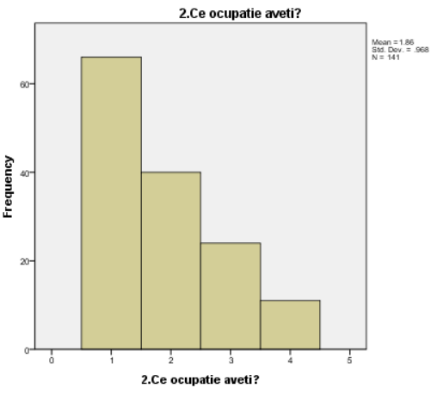 2.Ce ocupatie aveti?
Mean =1.86
Std. Dev. = .968
N = 141
Frequency
60
40
20
0
0 1 2 3 4 5
2.Ce ocupatie aveti?